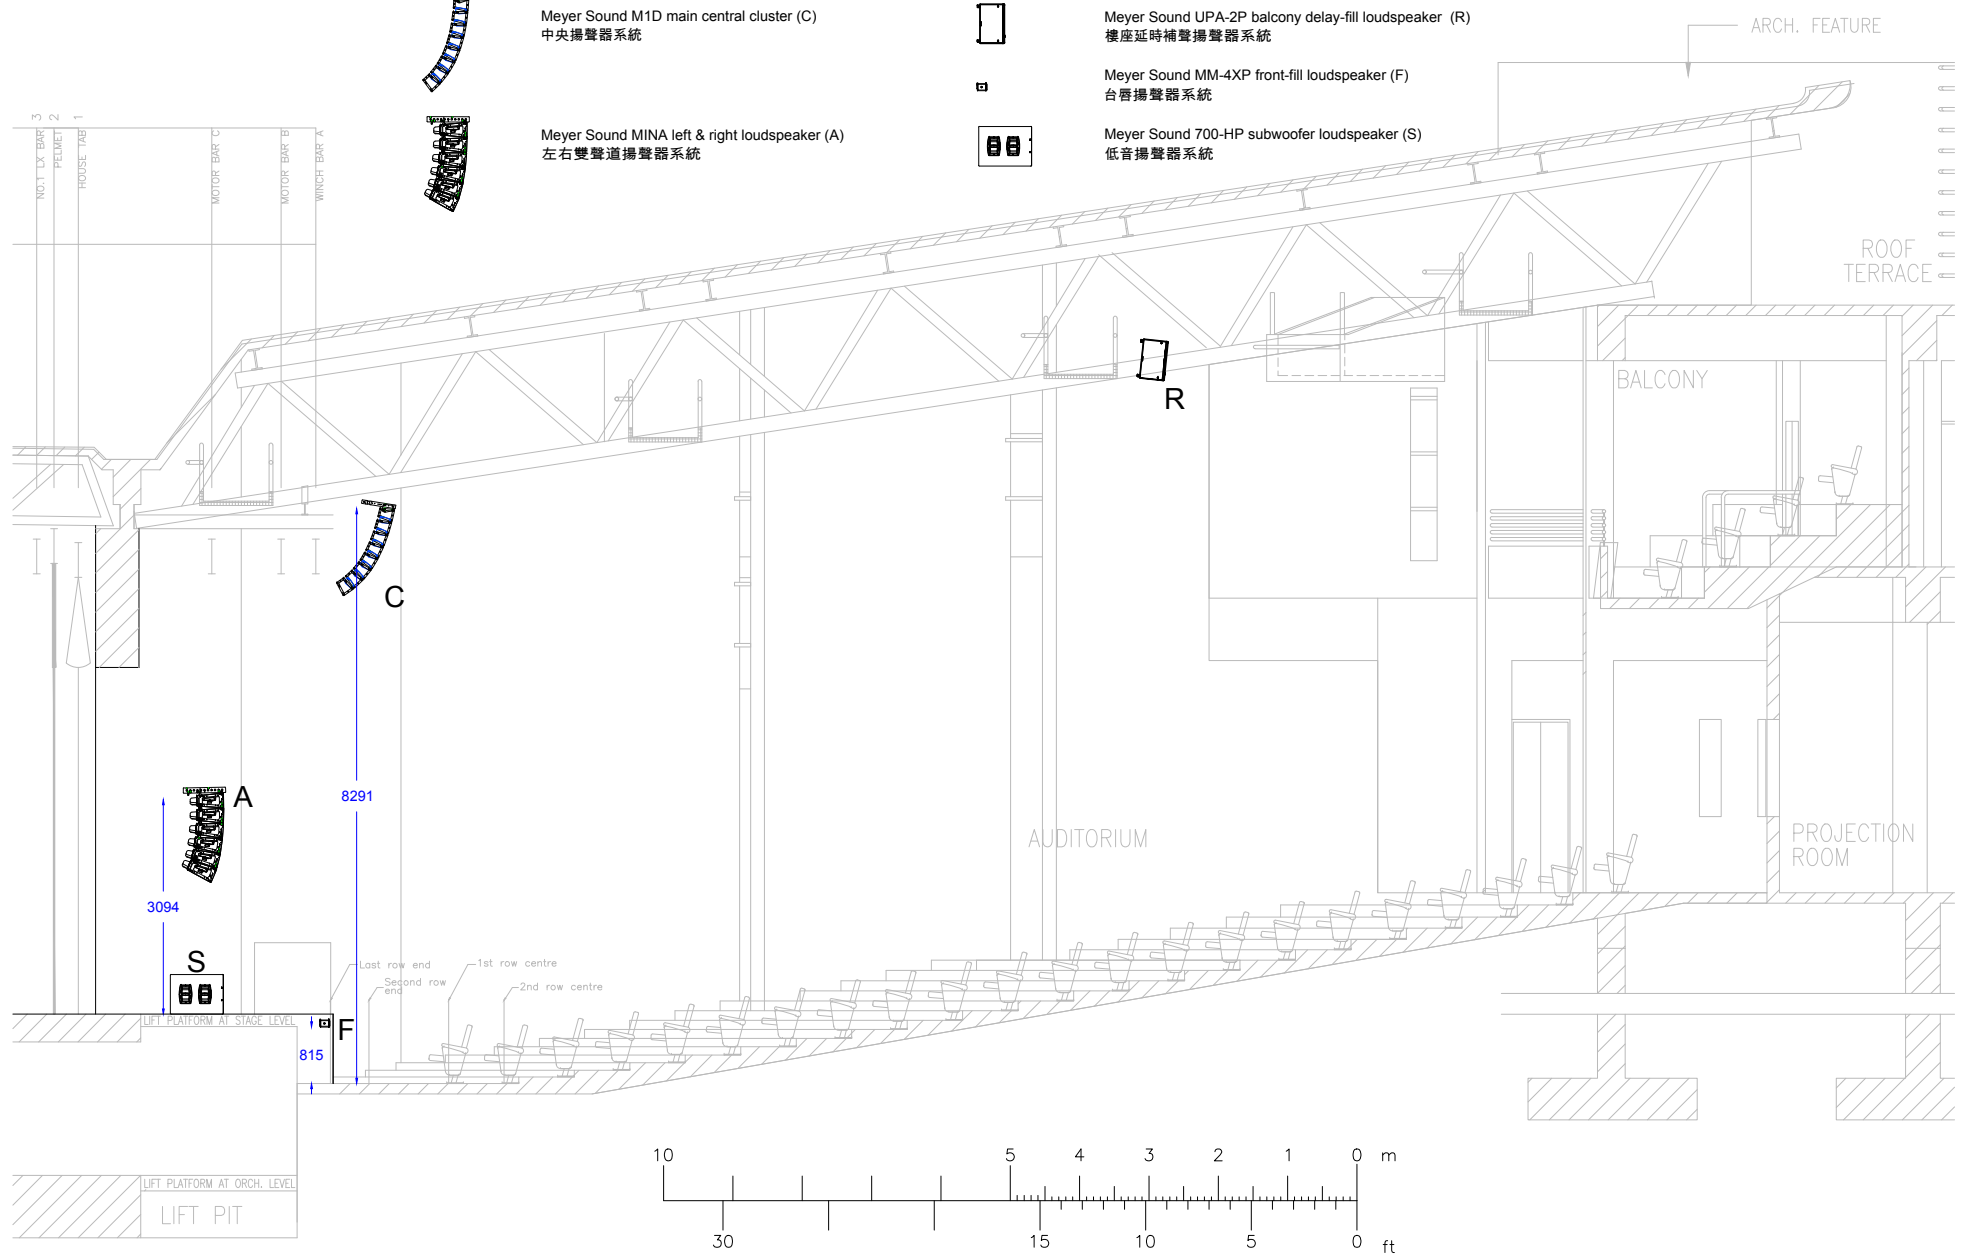 Meyer Sound M1D main central cluster (C)
中央揚聲器系統
Meyer Sound UPA-2P balcony delay-fill loudspeaker (R)
樓座延時補聲揚聲器系統
ARCH. FEATURE
Meyer Sound MM-4XP front-fill loudspeaker (F)
台唇揚聲器系統
Meyer Sound MINA left & right loudspeaker (A)
左右雙聲道揚聲器系統
Meyer Sound 700-HP subwoofer loudspeaker (S)
低音揚聲器系統
NO.1 LX BAR 3
PELMET 2
HOUSE TAB 1
MOTOR BAR C
MOTOR BAR B
WINCH BAR A
ROOF
TERRACE
BALCONY
R
C
A
8291
AUDITORIUM
PROJECTION
ROOM
3094
S
Last row end
1st row centre
Second row
end
2nd row centre
LIFT PLATFORM AT STAGE LEVEL
F
815
LIFT PLATFORM AT ORCH. LEVEL
LIFT PIT
10 5 4 3 2 1 0 m
30 15 10 5 0 ft